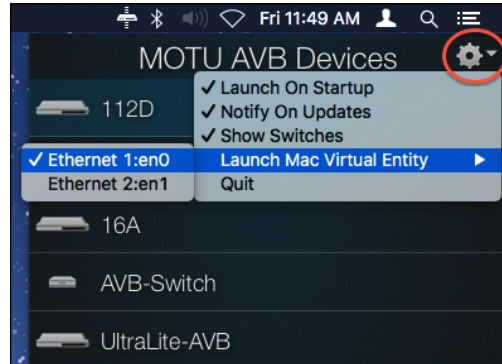 Fri 11:49 AM
MOTU AVB Devices
112D
✓ Launch On Startup
✓ Notify On Updates
✓ Show Switches
Launch Mac Virtual Entity
✓ Ethernet 1:en0
Ethernet 2:en1
Quit
16A
AVB-Switch
UltraLite-AVB